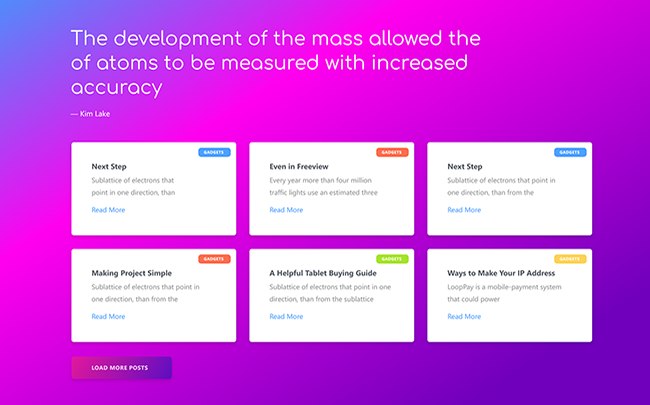 The development of the mass allowed the
of atoms to be measured with increased
accuracy
— Kim Lake
GADGETS
Next Step
Sublattice of electrons that
point in one direction, than
Read More
GADGETS
Even in Freeview
Every year more than four million
traffic lights use an estimated three
Read More
GADGETS
Next Step
Sublattice of electrons that point in
one direction, than from the
Read More
GADGETS
Making Project Simple
Sublattice of electrons that point in
one direction, than from the
Read More
GADGETS
A Helpful Tablet Buying Guide
Sublattice of electrons that point in one
direction, than from the sublattice
Read More
GADGETS
Ways to Make Your IP Address
LoopPay is a mobile-payment system
that could power
Read More
LOAD MORE POSTS